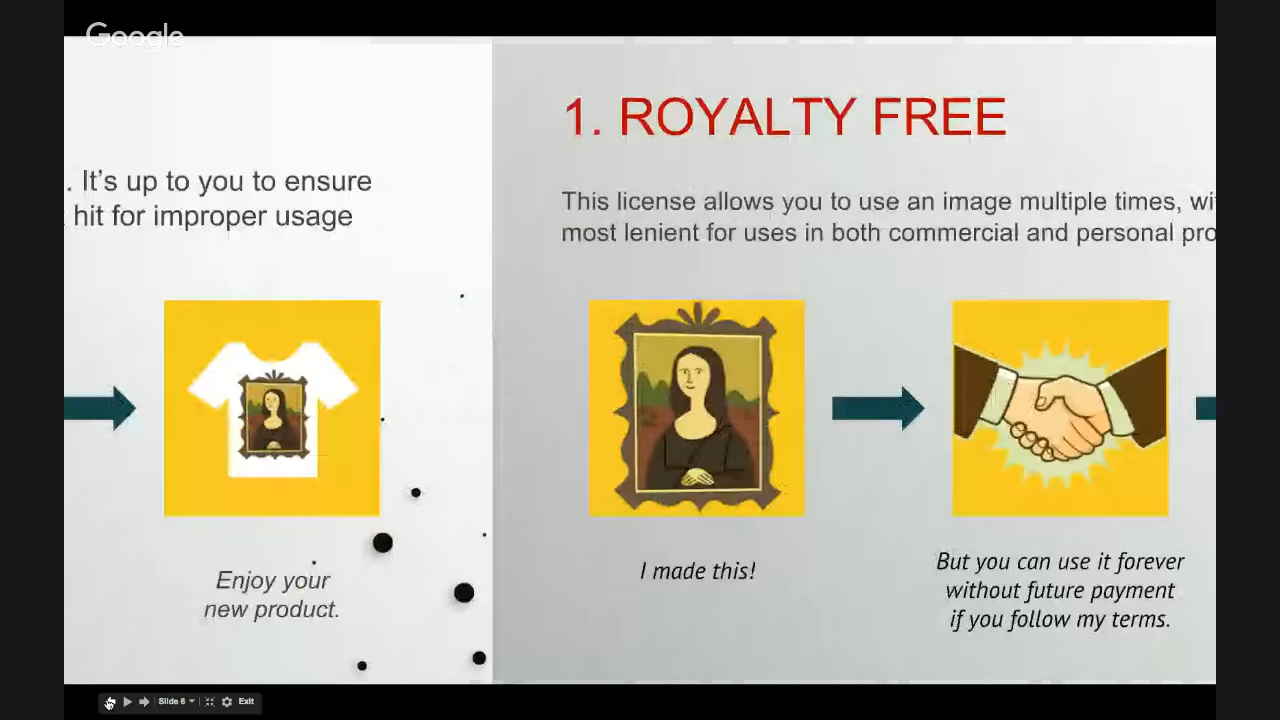 Google
. It's up to you to ensure
hit for improper usage
Enjoy your
new product.
1. ROYALTY FREE
This license allows you to use an image multiple times, wi
most lenient for uses in both commercial and personal pro
I made this!
But you can use it forever
without future payment
if you follow my terms.
Slide 6
Exit